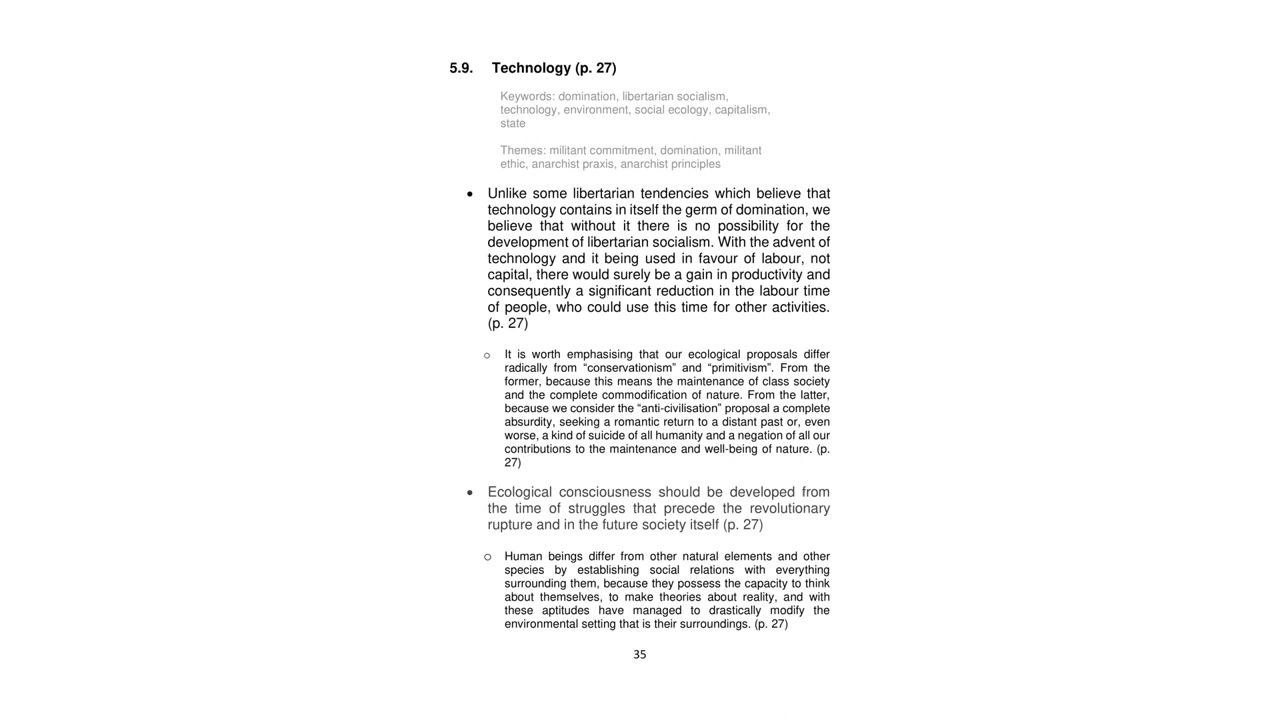 5.9. Technology (p. 27)
Keywords: domination, libertarian socialism,
technology, environment, social ecology, capitalism,
state
Themes: militant commitment, domination, militant
ethic, anarchist praxis, anarchist principles
• Unlike some libertarian tendencies which believe that
technology contains in itself the germ of domination, we
believe that without it there is no possibility for the
development of libertarian socialism. With the advent of
technology and it being used in favour of labour, not
capital, there would surely be a gain in productivity and
consequently a significant reduction in the labour time
of people, who could use this time for other activities.
(p. 27)
o It is worth emphasising that our ecological proposals differ
radically from “conservationism” and “primitivism”. From the
former, because this means the maintenance of class society
and the complete commodification of nature. From the latter,
because we consider the “anti-civilisation” proposal a complete
absurdity, seeking a romantic return to a distant past or, even
worse, a kind of suicide of all humanity and a negation of all our
contributions to the maintenance and well-being of nature. (p.
27)
• Ecological consciousness should be developed from
the time of struggles that precede the revolutionary
rupture and in the future society itself (p. 27)
o Human beings differ from other natural elements and other
species by establishing social relations with everything
surrounding them, because they possess the capacity to think
about themselves, to make theories about reality, and with
these aptitudes have managed to drastically modify the
environmental setting that is their surroundings. (p. 27)
35